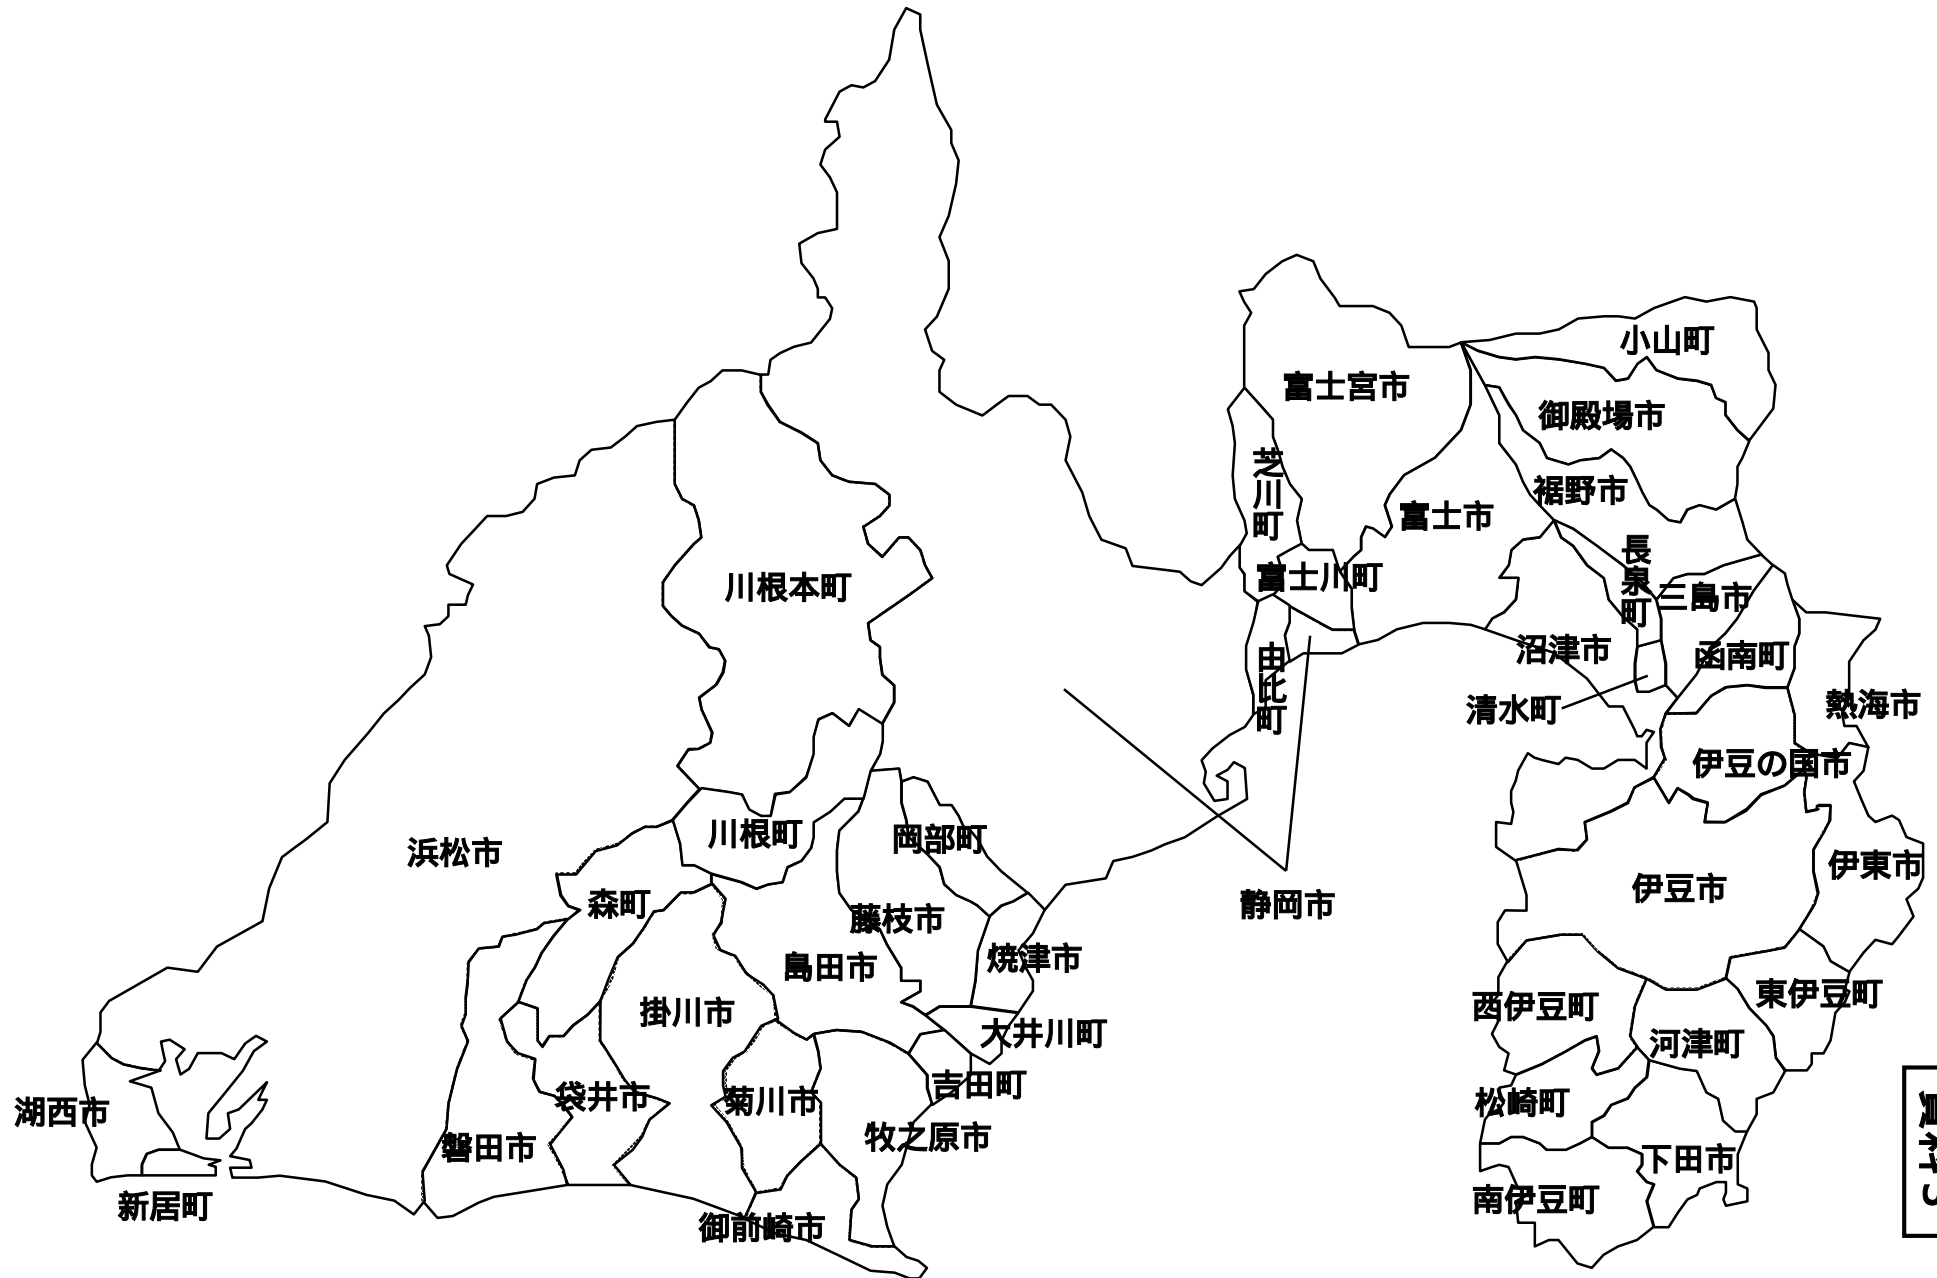 小山町
富士宮市
御殿場市
芝川町
裾野市
富士市
長泉町
富士川町
川根本町
三島市
沼津市
函南町
由比町
清水町
熱海市
伊豆の国市
川根町
岡部町
浜松市
伊東市
伊豆市
森町
静岡市
藤枝市
焼津市
島田市
東伊豆町
西伊豆町
掛川市
大井川町
河津町
吉田町
袋井市
菊川市
松崎町
湖西市
牧之原市
磐田市
下田市
南伊豆町
新居町
御前崎市